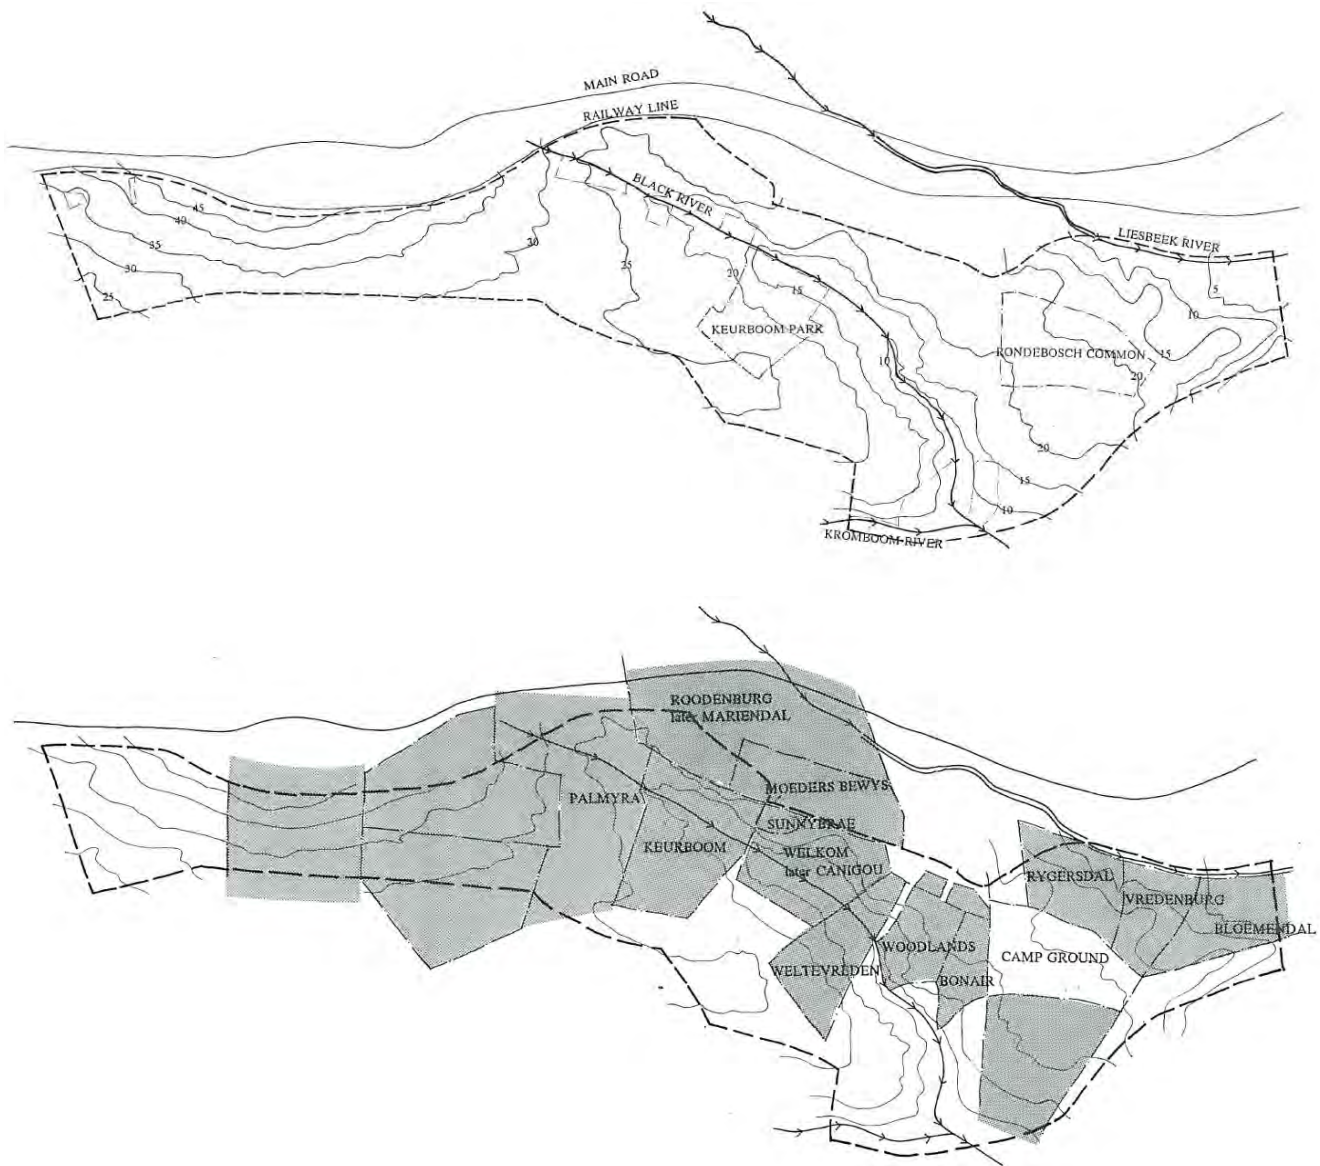 MAIN ROAD
RAILWAY LINE
BLACK RIVER
LIESBEEK RIVER
45
40
35
30
25
30
25
20
15
5
10
KEURBOOM PARK
RONDEBOSCH COMMON
15
10
20
20
15
10
KROMBOOM RIVER
ROODENBURG
later MARIENDAL
MOEDERS BEWYS
PALMYRA
SUNNYBRAE
KEURBOOM
WELKOM
later CANIGOU
RYGERSDAL
VREDENBURG
BLOEMENDAL
WOODLANDS
CAMP GROUND
WELTEVREDEN
BONAIR